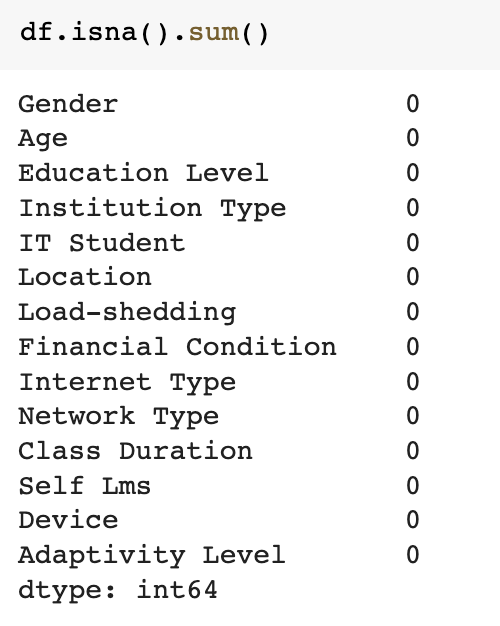 df.isna().sum()
Gender 0
Age 0
Education Level 0
Institution Type 0
IT Student 0
Location 0
Load-shedding 0
Financial Condition 0
Internet Type 0
Network Type 0
Class Duration 0
Self Lms 0
Device 0
Adaptivity Level 0
dtype: int64